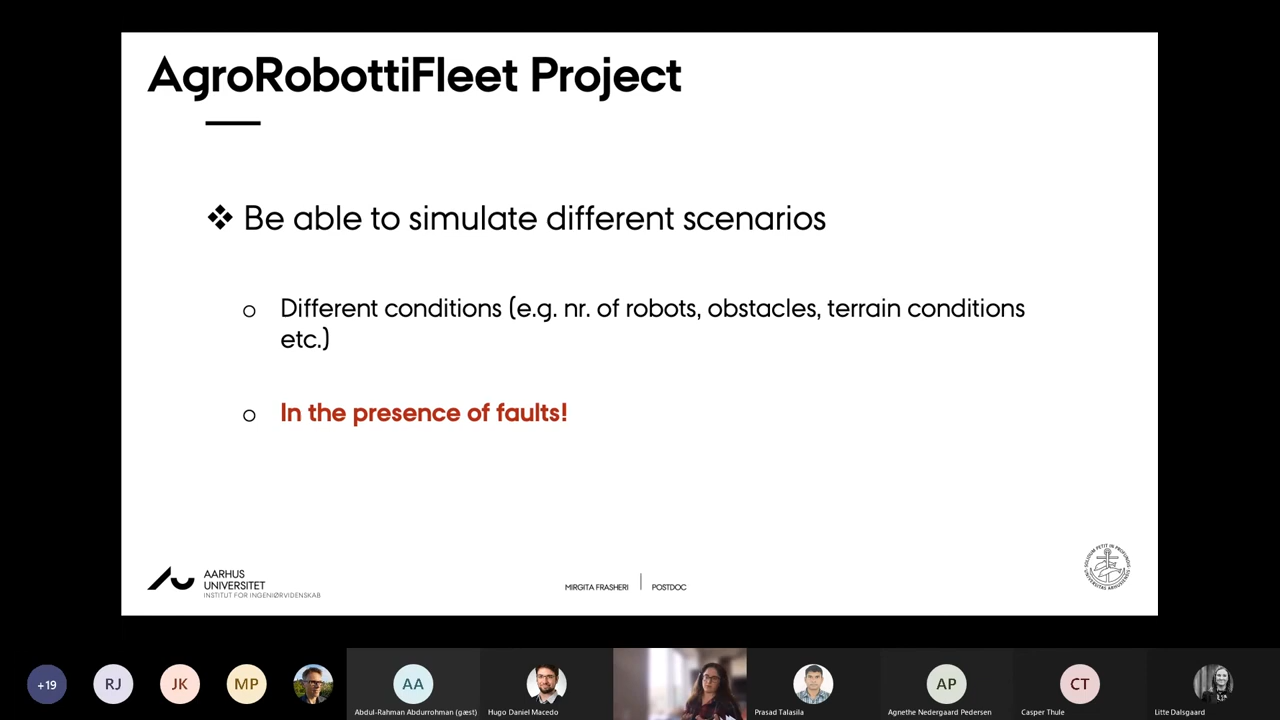 AgroRobottiFleet Project
❖ Be able to simulate different scenarios
o Different conditions (e.g. nr. of robots, obstacles, terrain conditions
etc.)
o In the presence of faults!
AARHUS
UNIVERSITET
INSTITUT FOR INGENIØRVIDENSKAB
MIRGITA FRASHERI | POSTDOC
+19
RJ
JK
MP
AA
AP
CT
Abdul-Rahman Abdurrohman (gæst)
Hugo Daniel Macedo
Prasad Talasila
Agnethe Nedergaard Pedersen
Casper Thule
Litte Dalsgaard